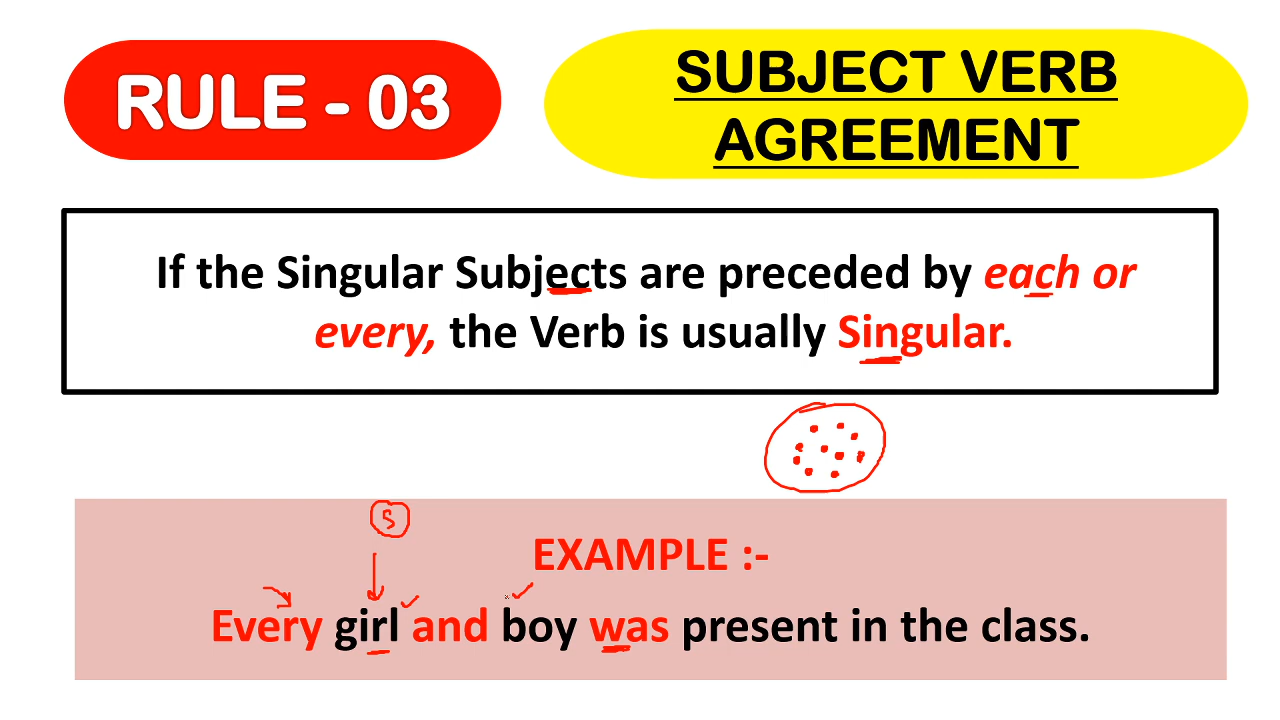 RULE - 03
SUBJECT VERB
AGREEMENT
If the Singular Subjects are preceded by each or
every, the Verb is usually Singular.
S
EXAMPLE :-
Every girl and boy was present in the class.